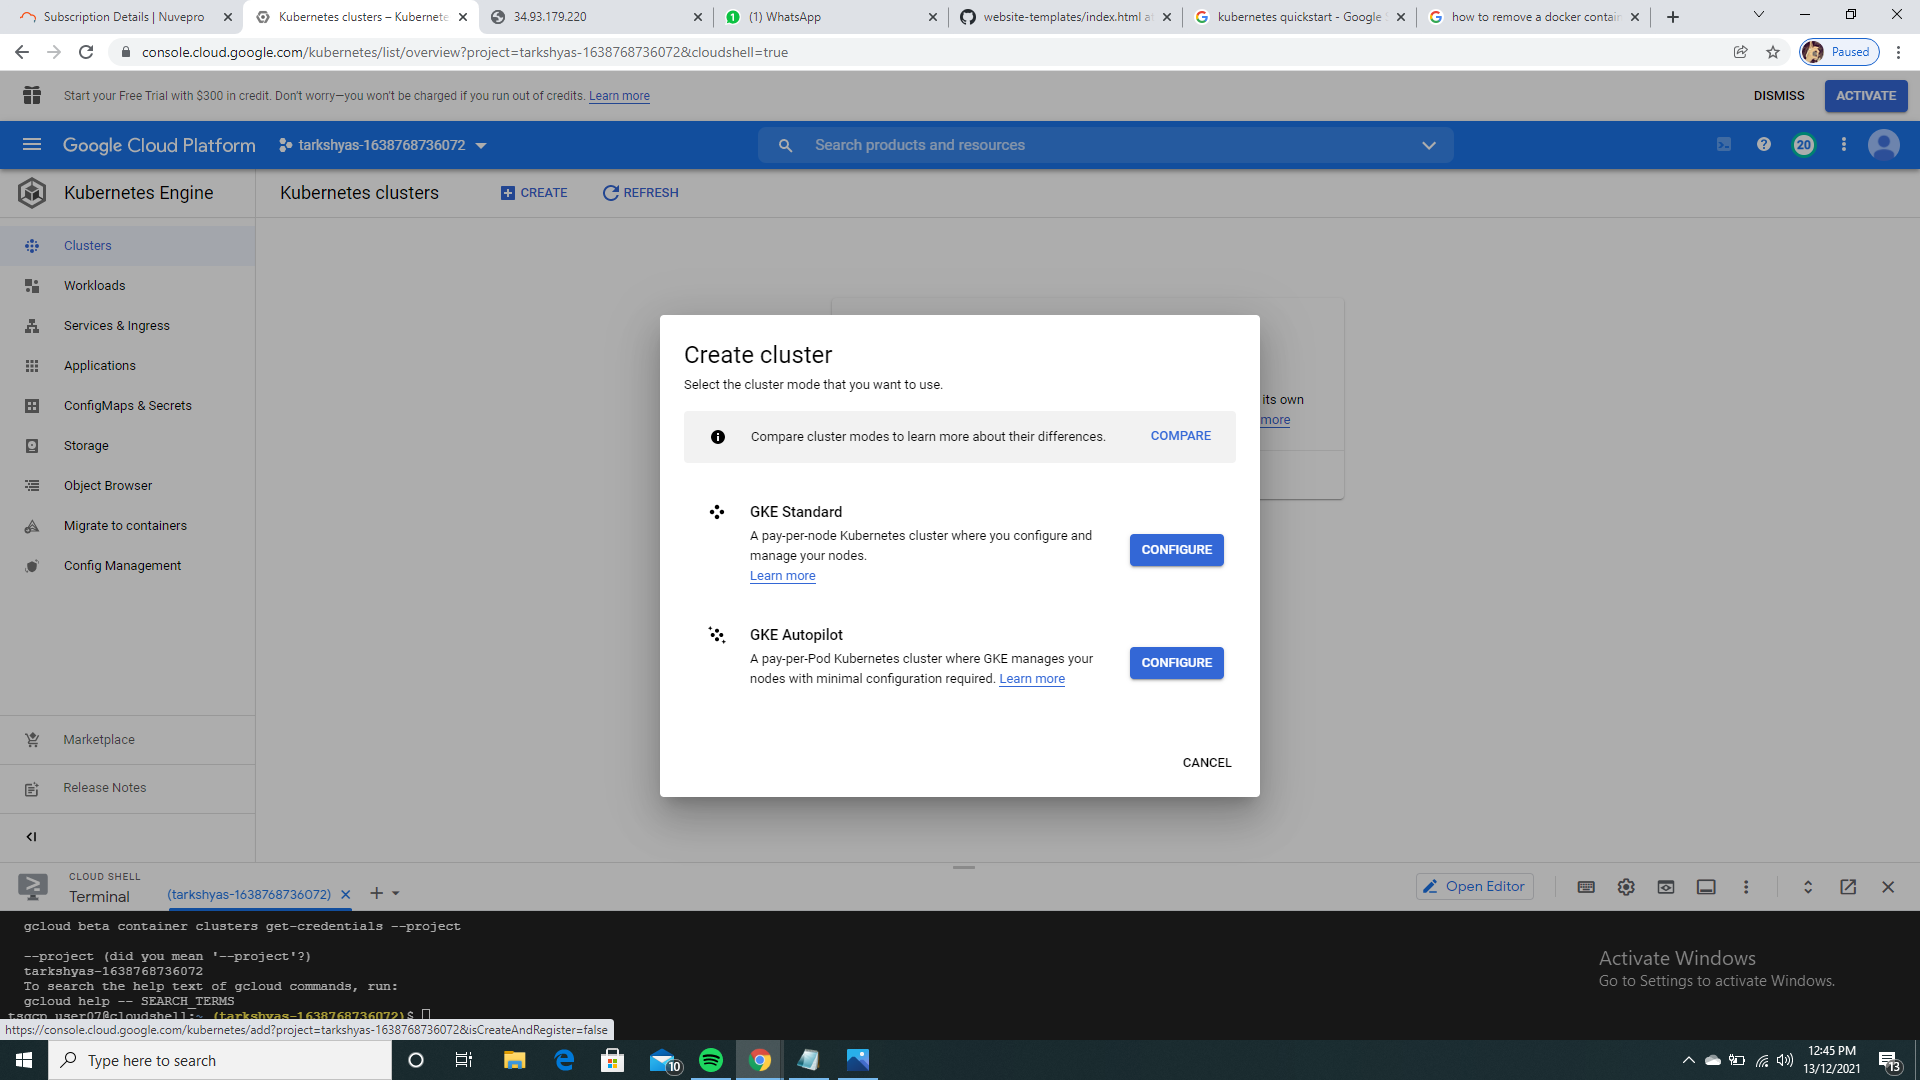 Subscription Details | Nuvepro
Kubernetes clusters – Kubernete
34.93.179.220
(1) WhatsApp
website-templates/index.html at
kubernetes quickstart - Google S
how to remove a docker contain
console.cloud.google.com/kubernetes/list/overview?project=tarkshyas-1638768736072&cloudshell=true
Paused
Start your Free Trial with $300 in credit. Don't worry—you won't be charged if you run out of credits. Learn more
DISMISS
ACTIVATE
Google Cloud Platform
tarkshyas-1638768736072
Search products and resources
20
Kubernetes Engine
Kubernetes clusters
CREATE
REFRESH
Clusters
Workloads
Services & Ingress
Applications
ConfigMaps & Secrets
Storage
Object Browser
Migrate to containers
Config Management
Marketplace
Release Notes
its own
more
Create cluster
Select the cluster mode that you want to use.
Compare cluster modes to learn more about their differences.
COMPARE
GKE Standard
A pay-per-node Kubernetes cluster where you configure and
manage your nodes.
Learn more
CONFIGURE
GKE Autopilot
A pay-per-Pod Kubernetes cluster where GKE manages your
nodes with minimal configuration required. Learn more
CONFIGURE
CANCEL
CLOUD SHELL
Terminal
(tarkshyas-1638768736072)
Open Editor
gcloud beta container clusters get-credentials --project
--project (did you mean '--project'?)
tarkshyas-1638768736072
To search the help text of gcloud commands, run:
gcloud help -- SEARCH_TERMS
tsgcp_user07@cloudshell:~ (tarkshyas-1638768736072)$
Activate Windows
Go to Settings to activate Windows.
https://console.cloud.google.com/kubernetes/add?project=tarkshyas-1638768736072&isCreateAndRegister=false
Type here to search
10
12:45 PM
13/12/2021
13